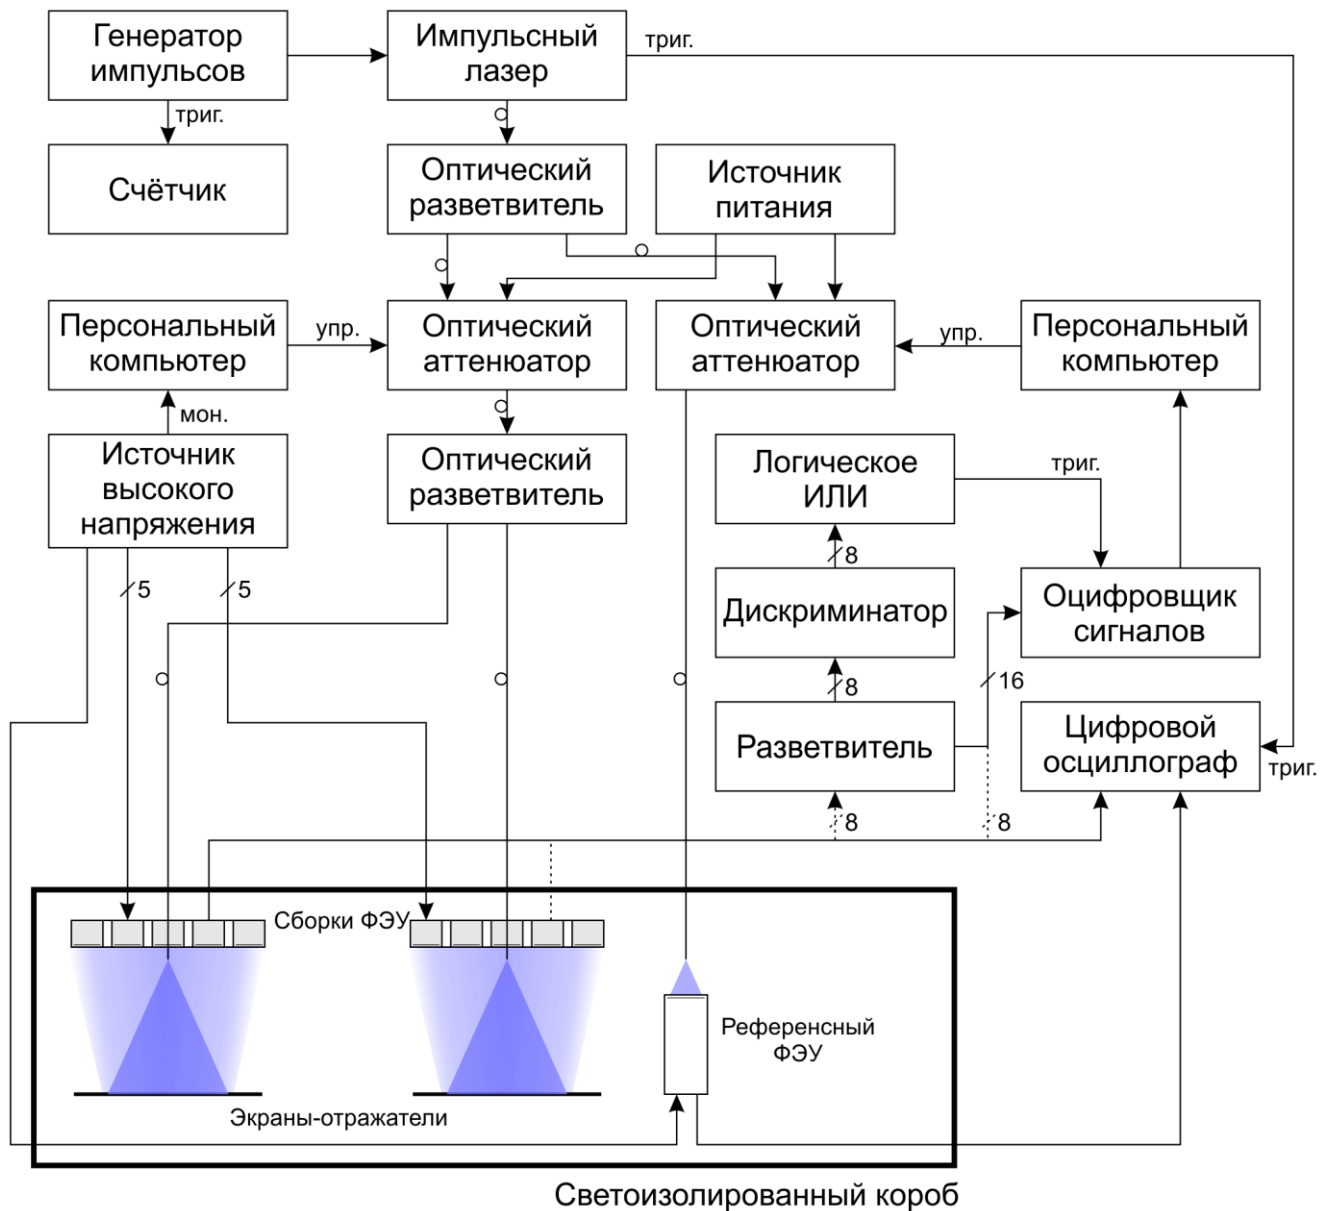 Генератор
импульсов
Импульсный
лазер
триг.
триг.
Счётчик
Оптический
разветвитель
Источник
питания
Персональный
компьютер
упр.
Оптический
аттенюатор
Оптический
аттенюатор
упр.
Персональный
компьютер
мон.
Источник
высокого
напряжения
Оптический
разветвитель
Логическое
ИЛИ
триг.
5
5
8
Дискриминатор
Оцифровщик
сигналов
8
16
Разветвитель
Цифровой
осциллограф
триг.
8
8
Сборки ФЭУ
Референсный
ФЭУ
Экраны-отражатели
Светоизолированный короб